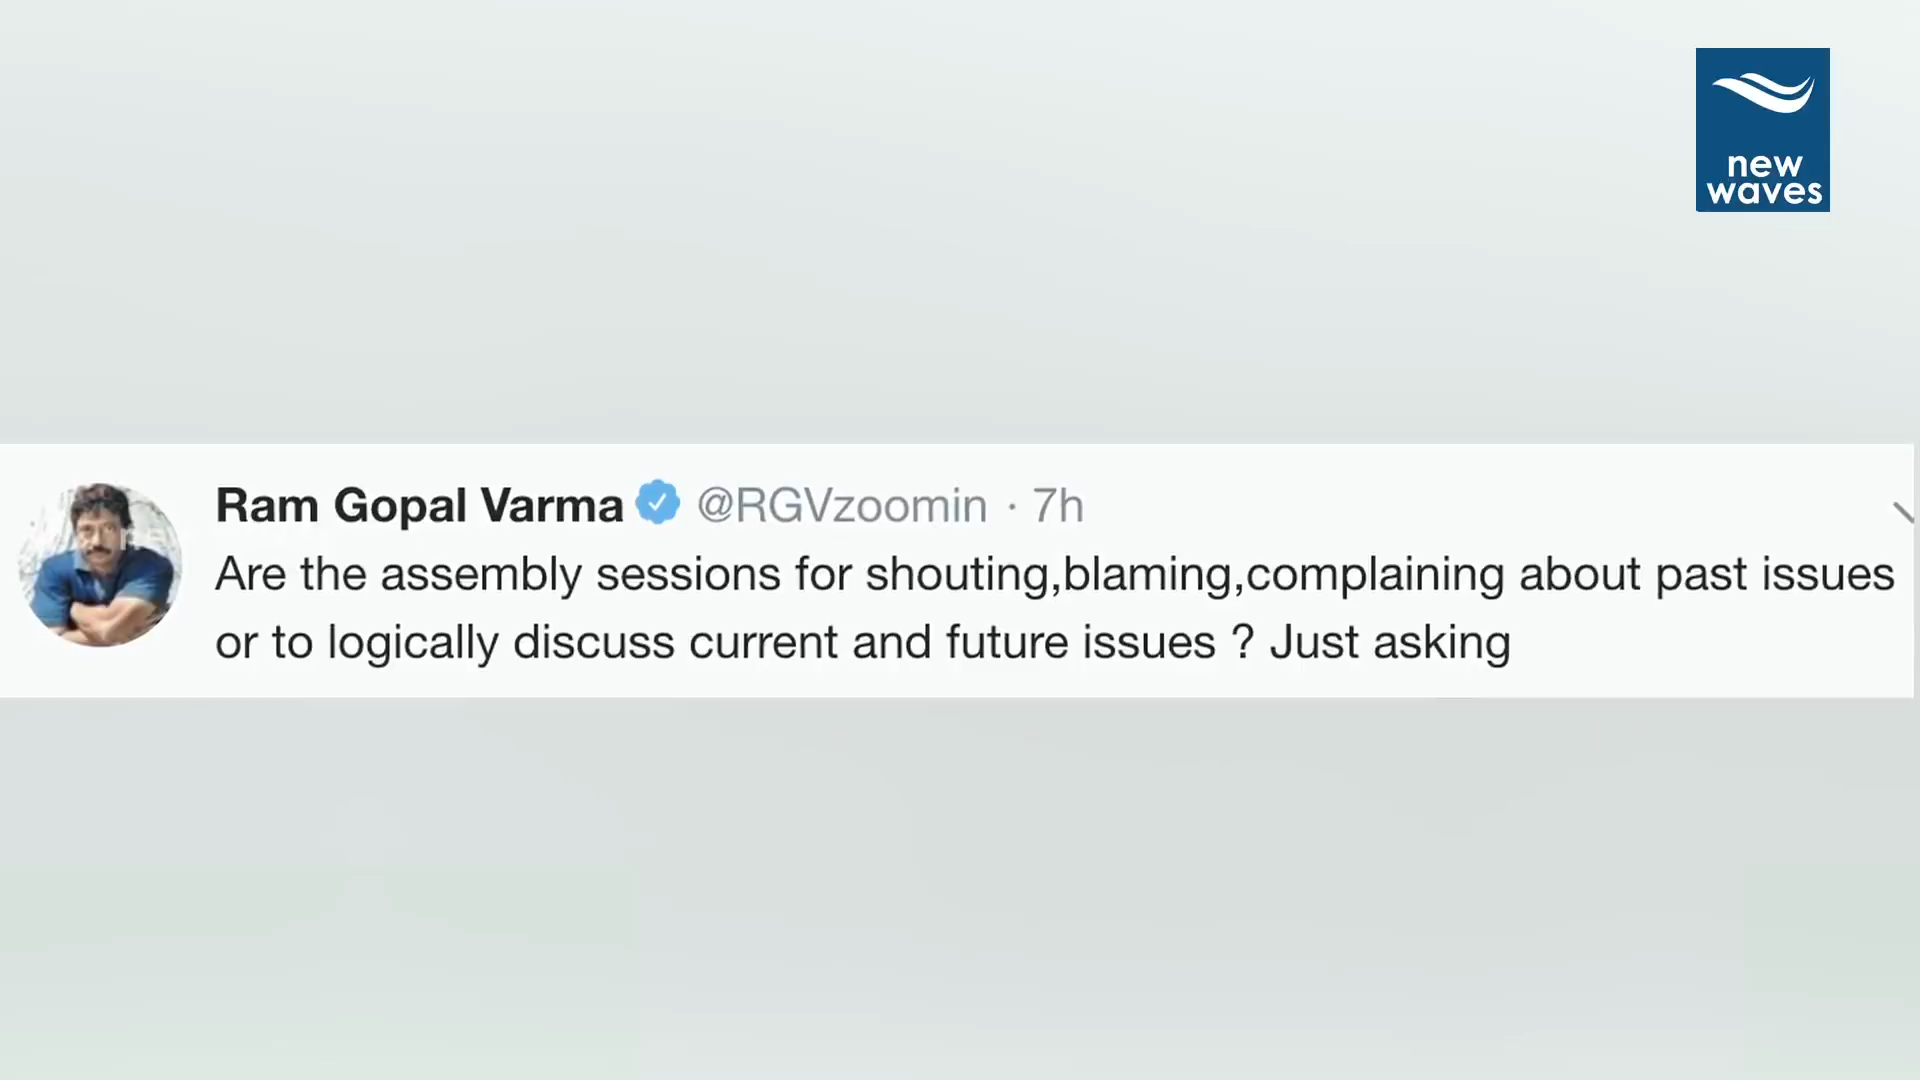 new
waves
Ram Gopal Varma @RGVzoomin · 7h
Are the assembly sessions for shouting,blaming,complaining about past issues
or to logically discuss current and future issues ? Just asking